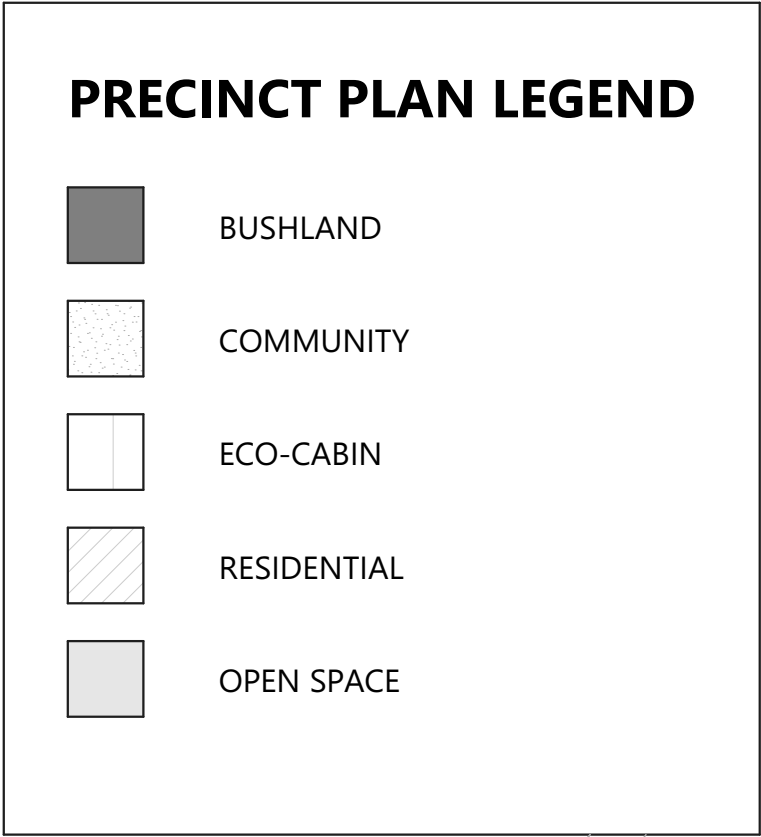 PRECINCT PLAN LEGEND
BUSHLAND
COMMUNITY
ECO-CABIN
RESIDENTIAL
OPEN SPACE